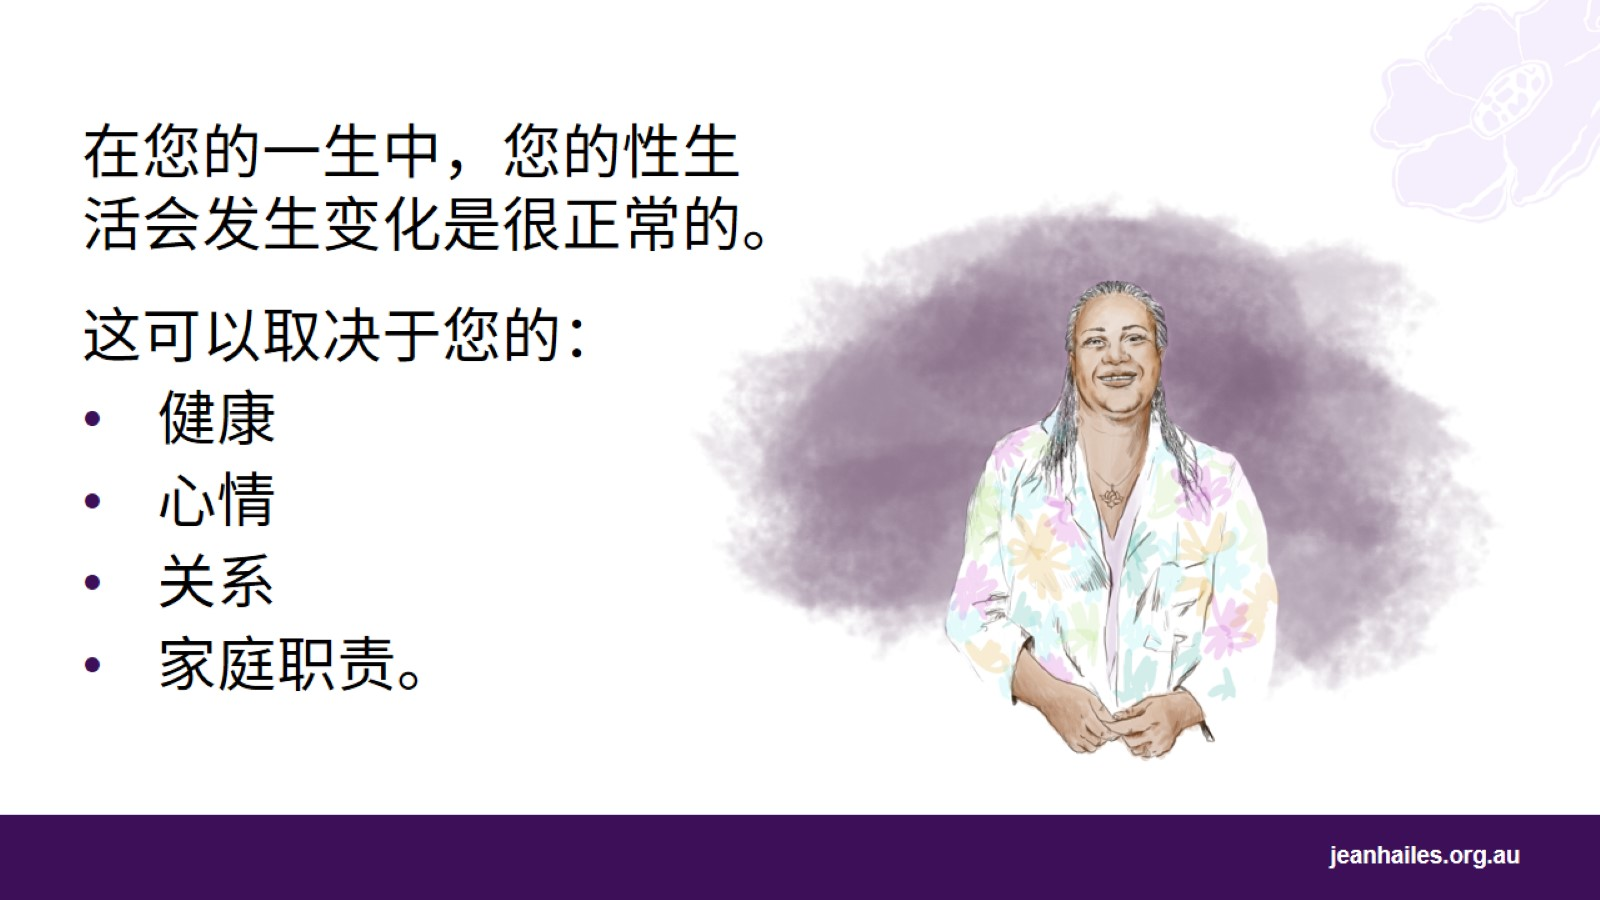 在您的一生中，您的性生
活会发生变化是很正常的。
这可以取决于您的：
• 健康
• 心情
• 关系
• 家庭职责。
jeanhailes.org.au